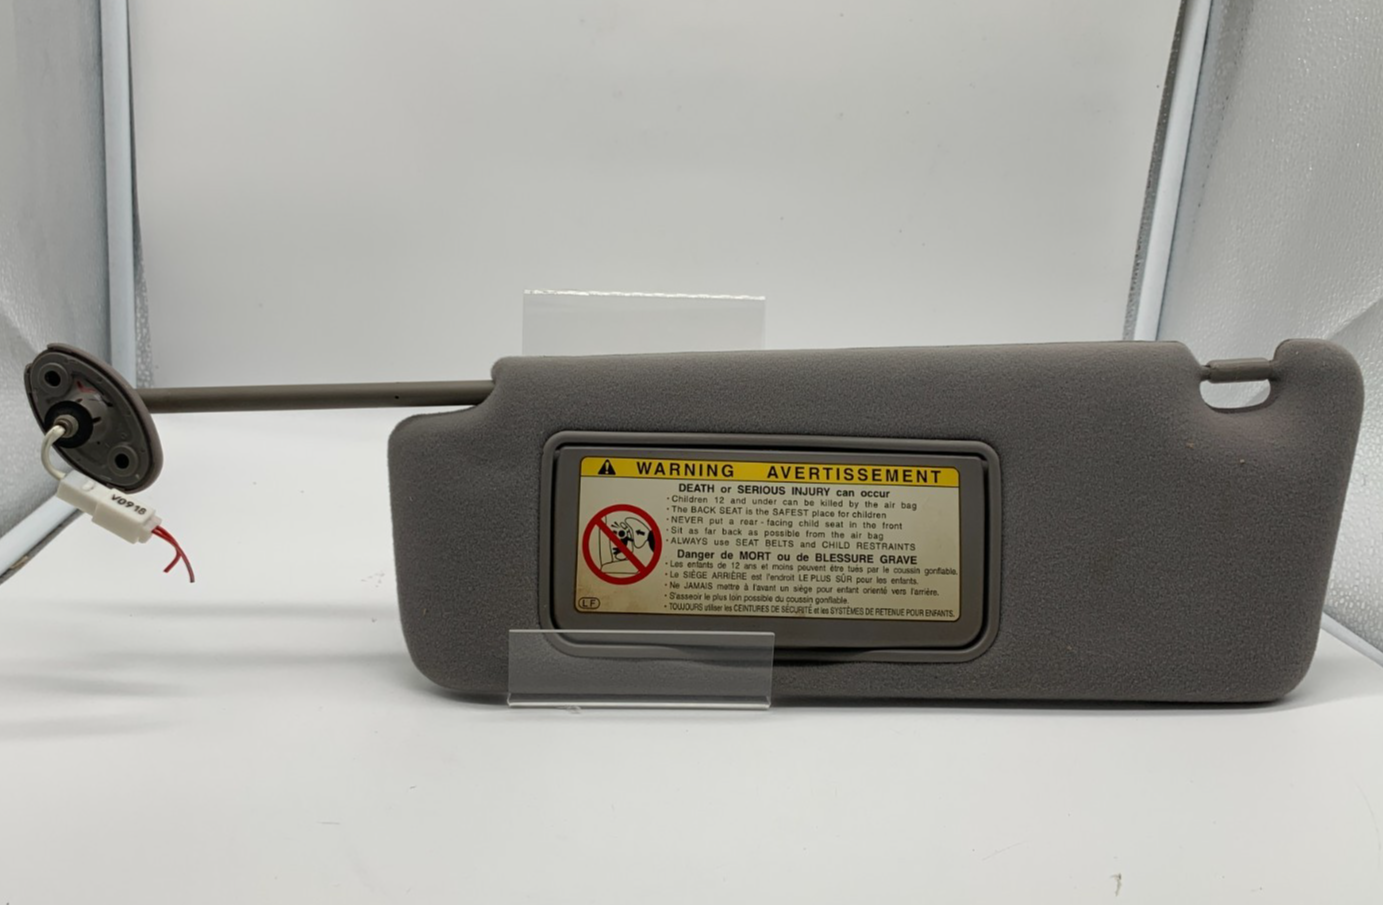 WARNING AVERTISSEMENT
DEATH or SERIOUS INJURY can occur
· Children 12 and under can be killed by the air bag
· The BACK SEAT is the SAFEST place for children
· NEVER put a rear - facing child seat in the front
· Sit as far back as possible from the air bag
· ALWAYS use SEAT BELTS and CHILD RESTRAINTS
Danger de MORT ou de BLESSURE GRAVE
· Les enfants de 12 ans et moins peuvent être tués par le coussin gonflable.
· Le SIÈGE ARRIÈRE est l'endroit LE PLUS SÛR pour les enfants.
· Ne JAMAIS mettre à l'avant un siège pour enfant orienté vers l'arrière.
· S'asseoir le plus loin possible du coussin gonflable.
· TOUJOURS utiliser les CEINTURES DE SÉCURITÉ et les SYSTÈMES DE RETENUE POUR ENFANTS.
LF
VD918